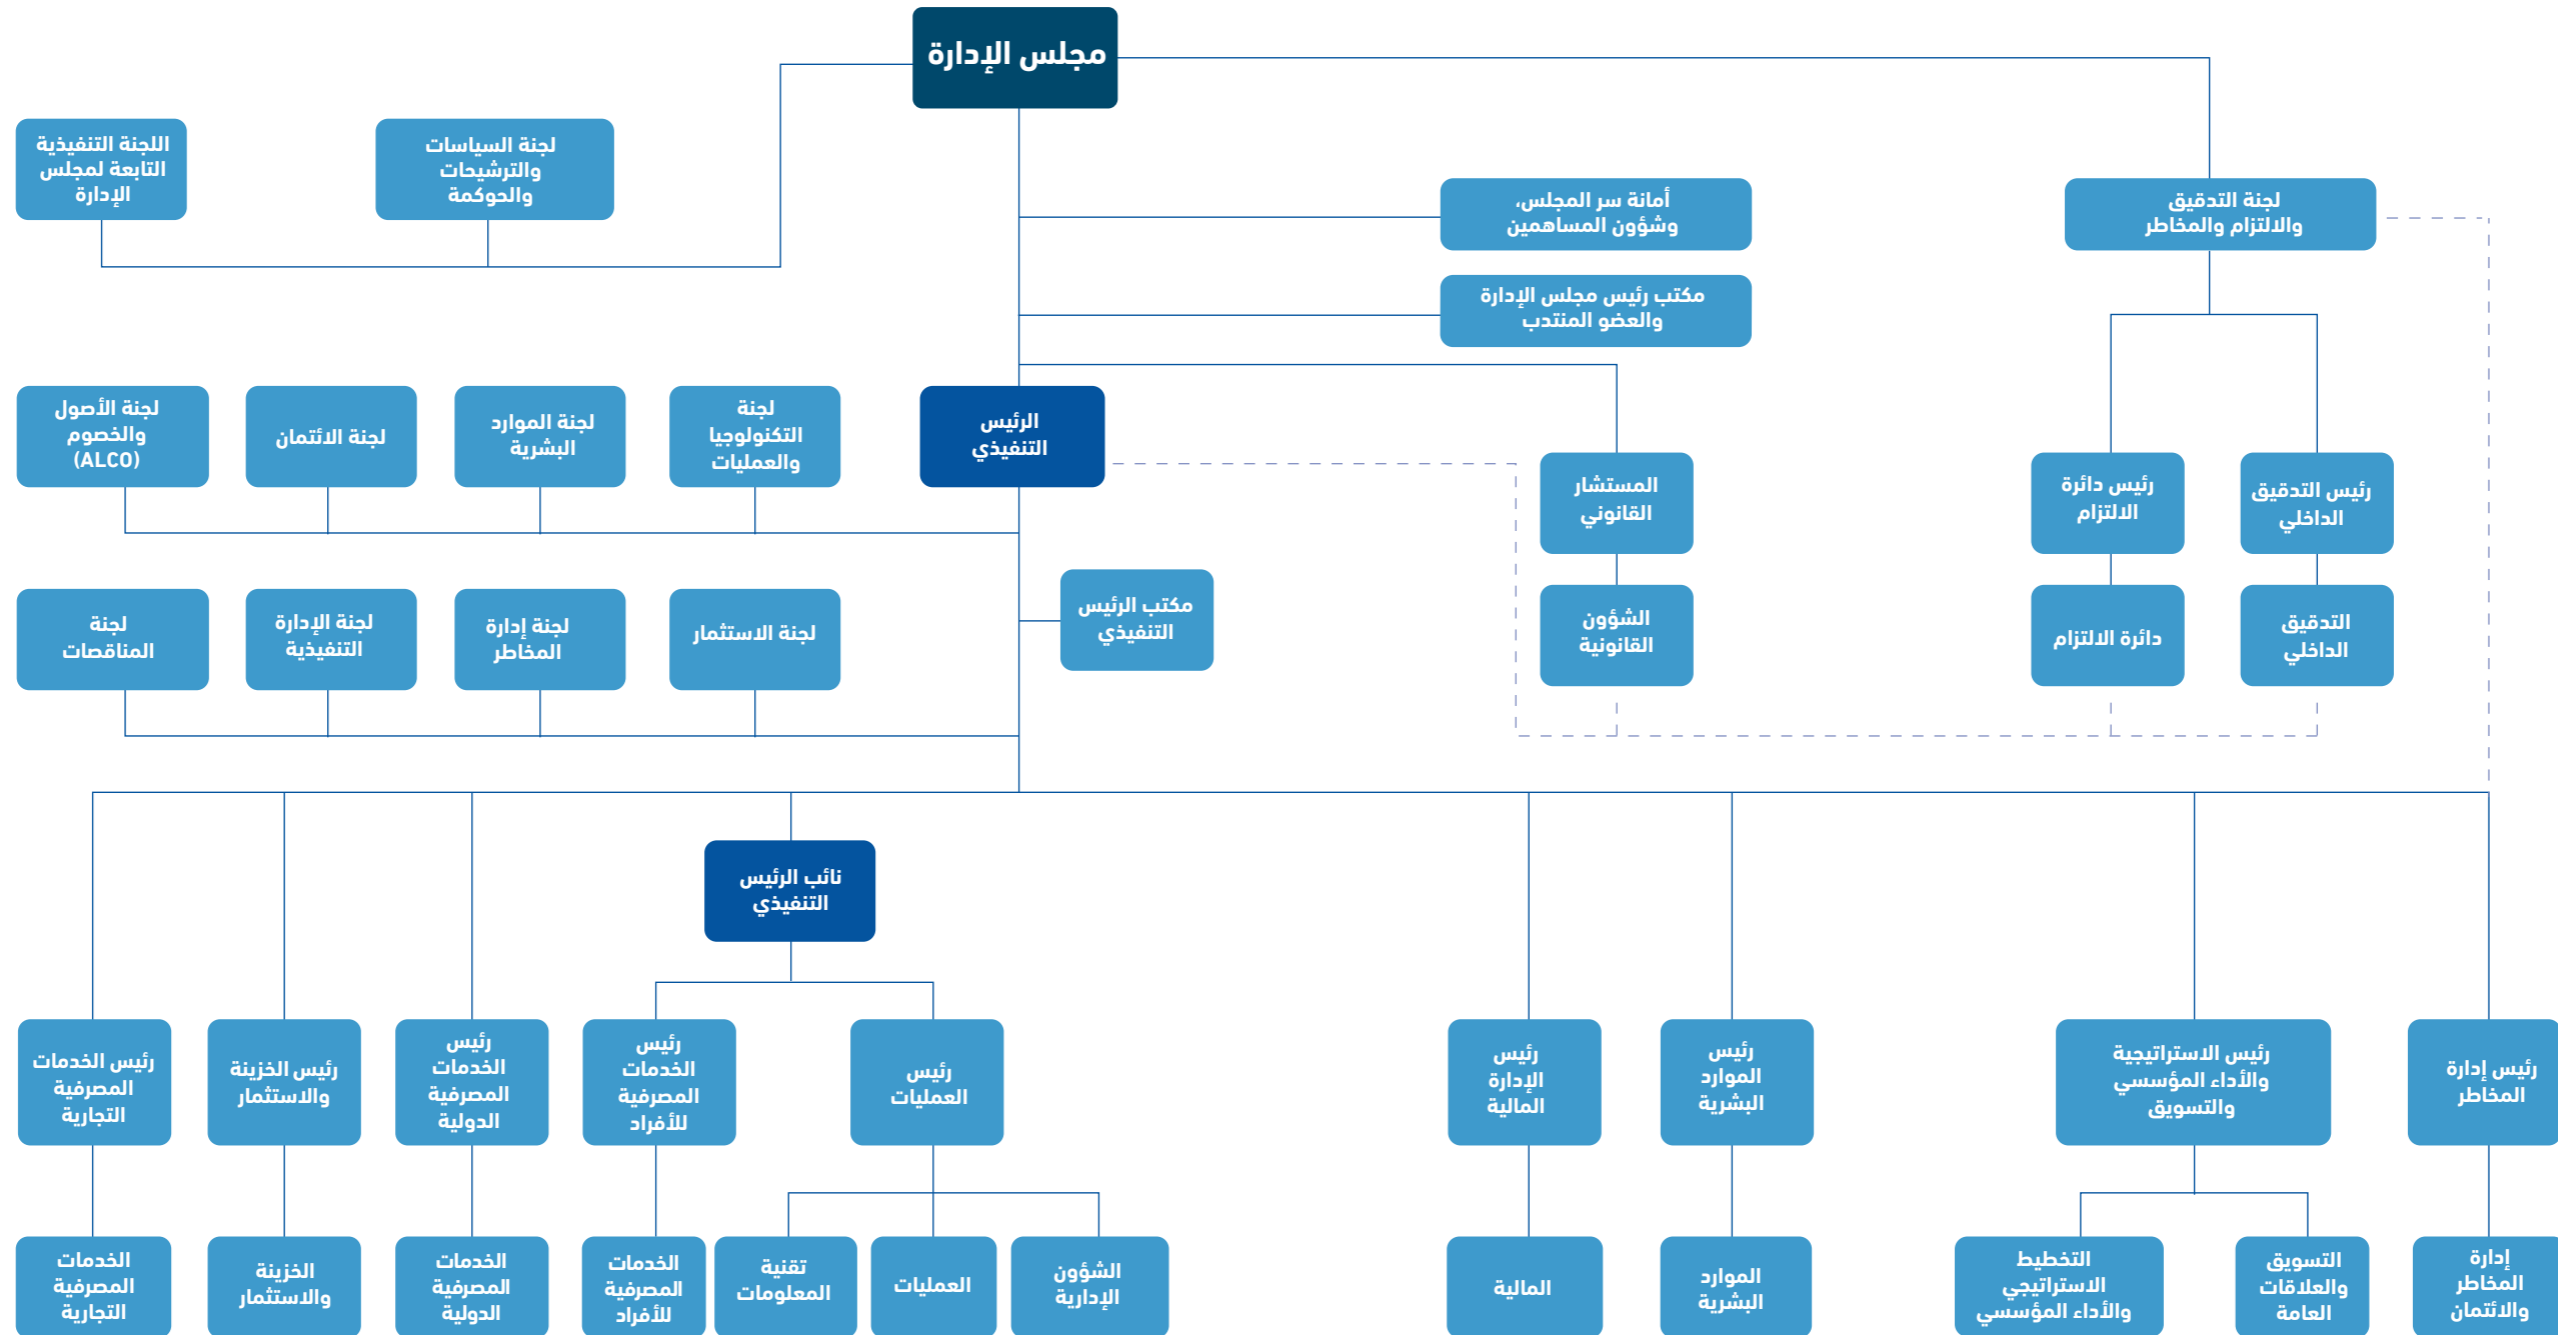 مجلس الإدارة
لجنة التدقيق
والالتزام والمخاطر
أمانة سر المجلس،
وشؤون المساهمين
مكتب رئيس مجلس الإدارة
والعضو المنتدب
لجنة السياسات
والترشيحات
والحوكمة
اللجنة التنفيذية
التابعة لمجلس
الإدارة
رئيس التدقيق
الداخلي
رئيس دائرة
الالتزام
المستشار
القانوني
الرئيس
التنفيذي
لجنة
التكنولوجيا
والعمليات
لجنة الموارد
البشرية
لجنة الائتمان
لجنة الأصول
والخصوم
(ALCO)
التدقيق
الداخلي
دائرة الالتزام
الشؤون
القانونية
مكتب الرئيس
التنفيذي
لجنة الاستثمار
لجنة إدارة
المخاطر
لجنة الإدارة
التنفيذية
لجنة
المناقصات
نائب الرئيس
التنفيذي
رئيس إدارة
المخاطر
رئيس الاستراتيجية
والأداء المؤسسي
والتسويق
رئيس
الموارد
البشرية
رئيس
الإدارة
المالية
رئيس
العمليات
رئيس
الخدمات
المصرفية
للأفراد
رئيس
الخدمات
المصرفية
الدولية
رئيس الخزينة
والاستثمار
رئيس الخدمات
المصرفية
التجارية
إدارة
المخاطر
والائتمان
التسويق
والعلاقات
العامة
التخطيط
الاستراتيجي
والأداء المؤسسي
الموارد
البشرية
المالية
الشؤون
الإدارية
العمليات
تقنية
المعلومات
الخدمات
المصرفية
للأفراد
الخدمات
المصرفية
الدولية
الخزينة
والاستثمار
الخدمات
المصرفية
التجارية